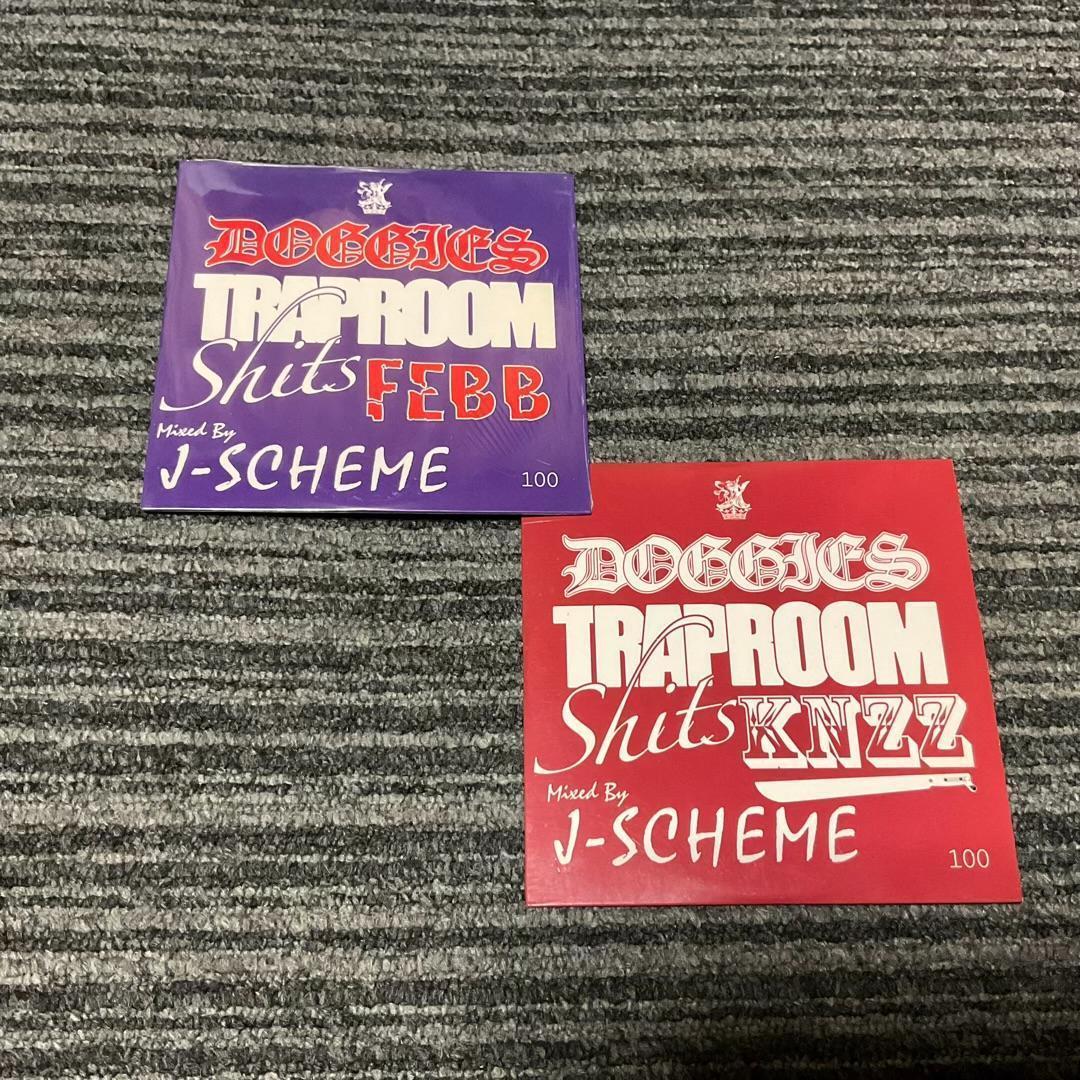 DOGGIES
TRAPROOM
Shits FEBB
Mixed By
J-SCHEME
100
DOGGIES
TRAPROOM
Shits KNZZ
Mixed By
J-SCHEME
100